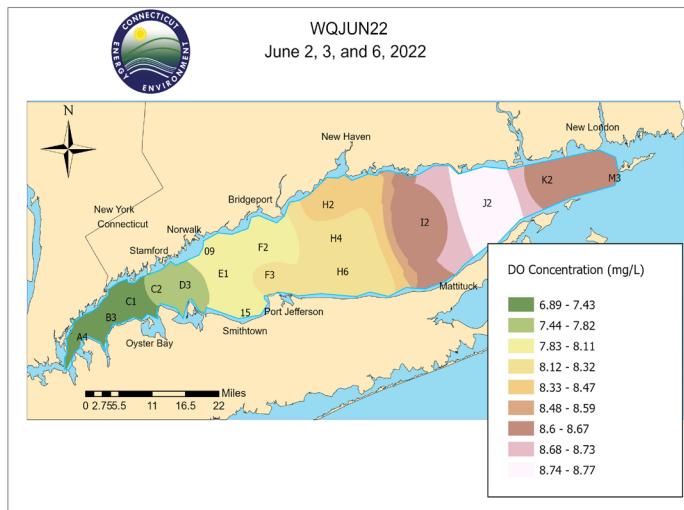 WQJUN22
June 2, 3, and 6, 2022
CONNECTICUT
ENERGY
ENVIRONMENT
N
New London
New Haven
K2
M3
Bridgeport
H2
J2
New York
Connecticut
I2
Norwalk
Stamford
09
F2
H4
E1
F3
H6
C2
D3
Mattituck
C1
B3
15
Port Jefferson
A4
Oyster Bay
Smithtown
Miles
0 2.75 5.5 11 16.5 22
DO Concentration (mg/L)
6.89 - 7.43
7.44 - 7.82
7.83 - 8.11
8.12 - 8.32
8.33 - 8.47
8.48 - 8.59
8.6 - 8.67
8.68 - 8.73
8.74 - 8.77